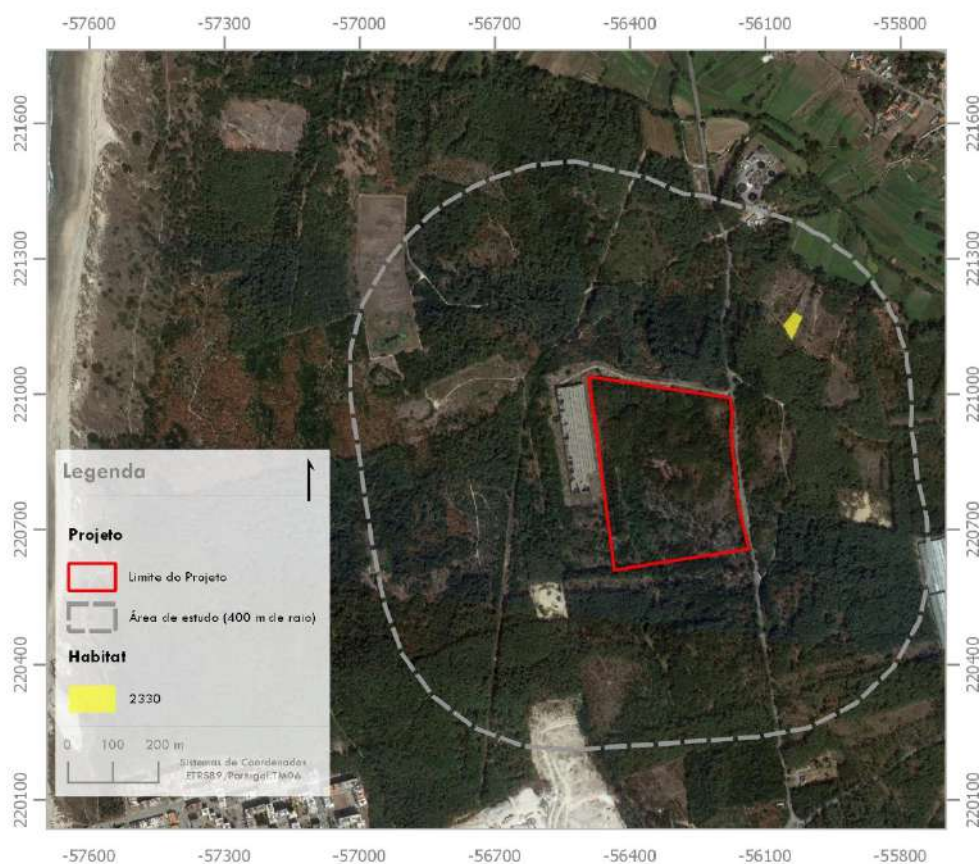 -57600 -57300 -57000 -56700 -56400 -56100 -55800
221600 221600
221300 221300
221000 221000
220700 220700
220400 220400
220100 220100
Legenda
Projeto
Limite do Projeto
Área de estudo (400 m de raio)
Habitat
2330
0 100 200 m
Sistemas de Coordenadas
ETRS89/Portugal TM06
-57600 -57300 -57000 -56700 -56400 -56100 -55800